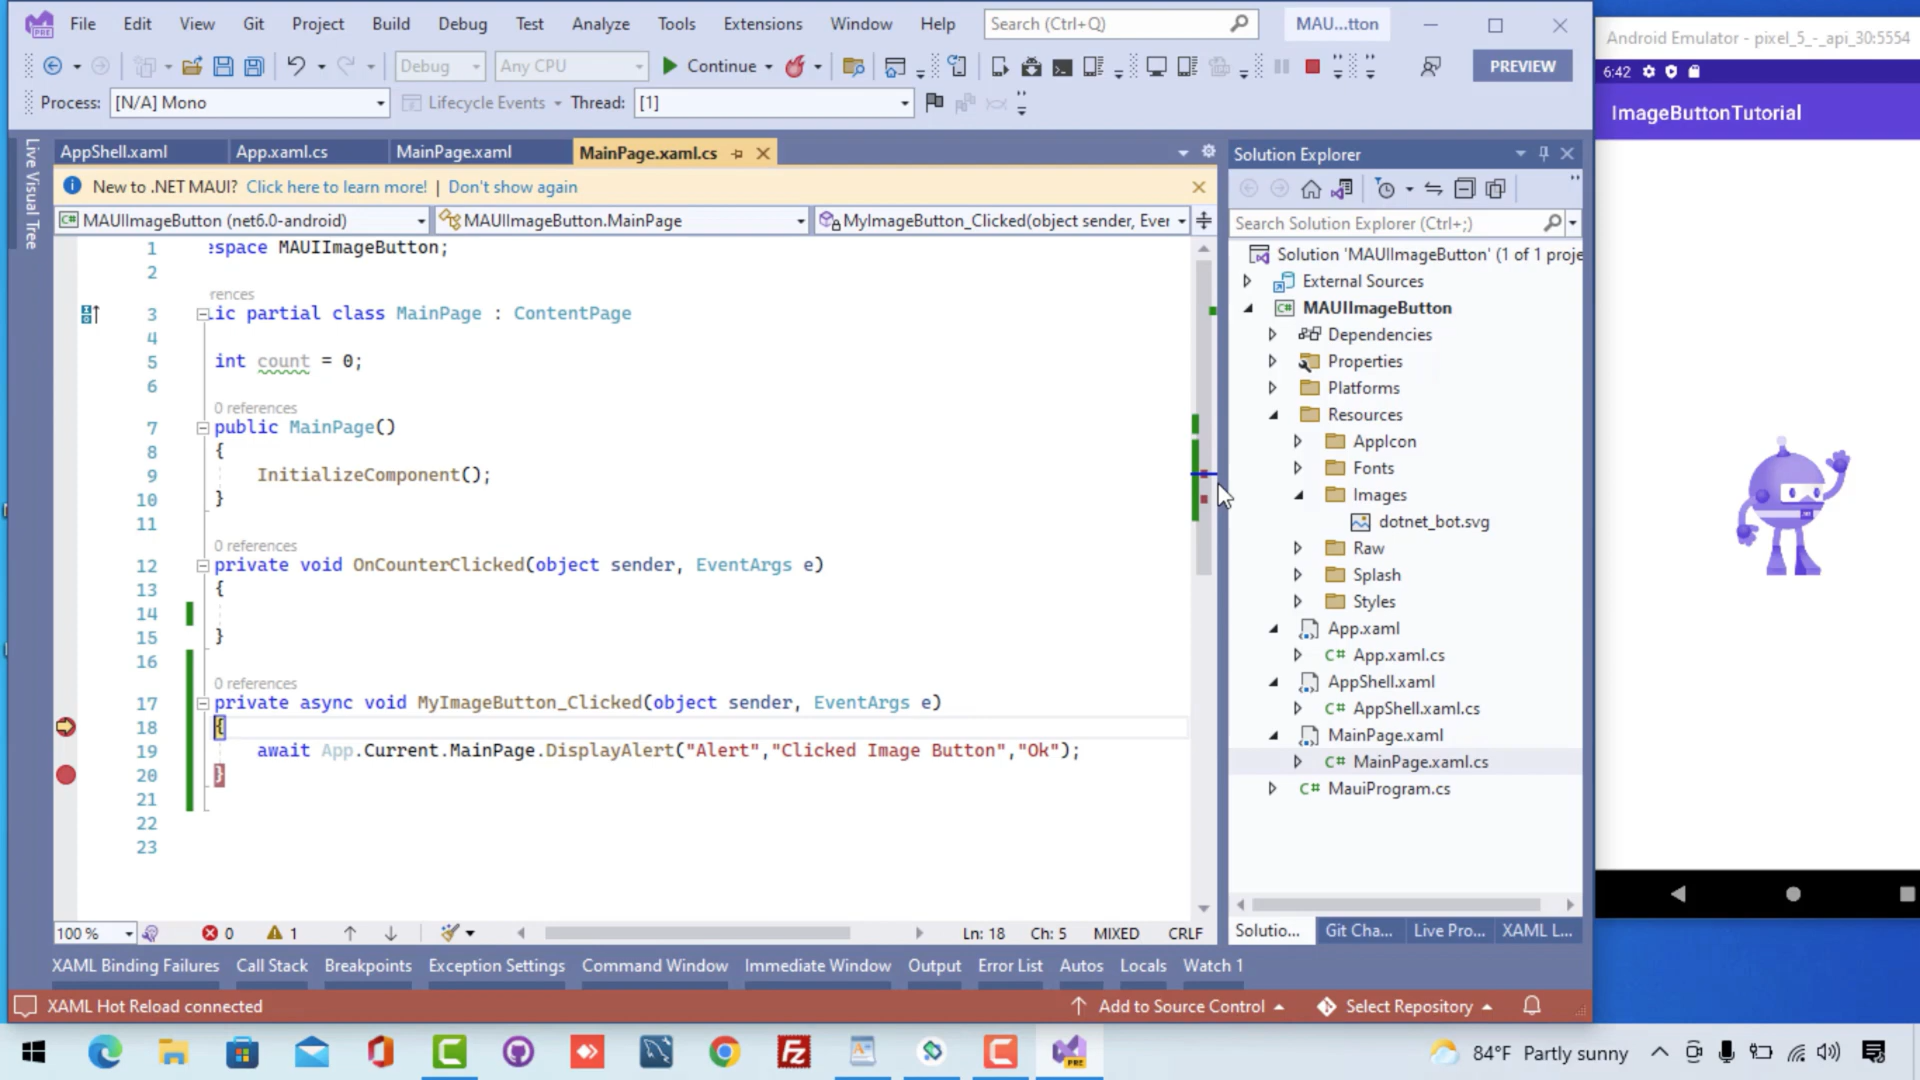 File Edit View Git Project Build Debug Test Analyze Tools Extensions Window Help Search (Ctrl+Q) MAU...tton
PRE
Debug Any CPU Continue PREVIEW
Process: [N/A] Mono Lifecycle Events Thread: [1]
Live Visual Tree
AppShell.xaml App.xaml.cs MainPage.xaml MainPage.xaml.cs
New to .NET MAUI? Click here to learn more! | Don't show again
MAUIImageButton (net6.0-android) MAUIImageButton.MainPage MyImageButton_Clicked(object sender, Ever
1 espace MAUIImageButton;
2
rences
3 lic partial class MainPage : ContentPage
4
5 int count = 0;
6
0 references
7 public MainPage()
8 {
9 InitializeComponent();
10 }
11
0 references
12 private void OnCounterClicked(object sender, EventArgs e)
13 {
14
15 }
16
0 references
17 private async void MyImageButton_Clicked(object sender, EventArgs e)
18 {
19 await App.Current.MainPage.DisplayAlert("Alert","Clicked Image Button","Ok");
20 }
21
22
23
100 % 0 1 Ln: 18 Ch: 5 MIXED CRLF
Solution Explorer
Search Solution Explorer (Ctrl+;)
Solution 'MAUIImageButton' (1 of 1 proje
External Sources
C# MAUIImageButton
Dependencies
Properties
Platforms
Resources
AppIcon
Fonts
Images
dotnet_bot.svg
Raw
Splash
Styles
App.xaml
C# App.xaml.cs
AppShell.xaml
C# AppShell.xaml.cs
MainPage.xaml
C# MainPage.xaml.cs
C# MauiProgram.cs
Solutio... Git Cha... Live Pro... XAML L...
XAML Binding Failures Call Stack Breakpoints Exception Settings Command Window Immediate Window Output Error List Autos Locals Watch 1
XAML Hot Reload connected Add to Source Control Select Repository
Android Emulator - pixel_5_-_api_30:5554
6:42
ImageButtonTutorial
84°F Partly sunny